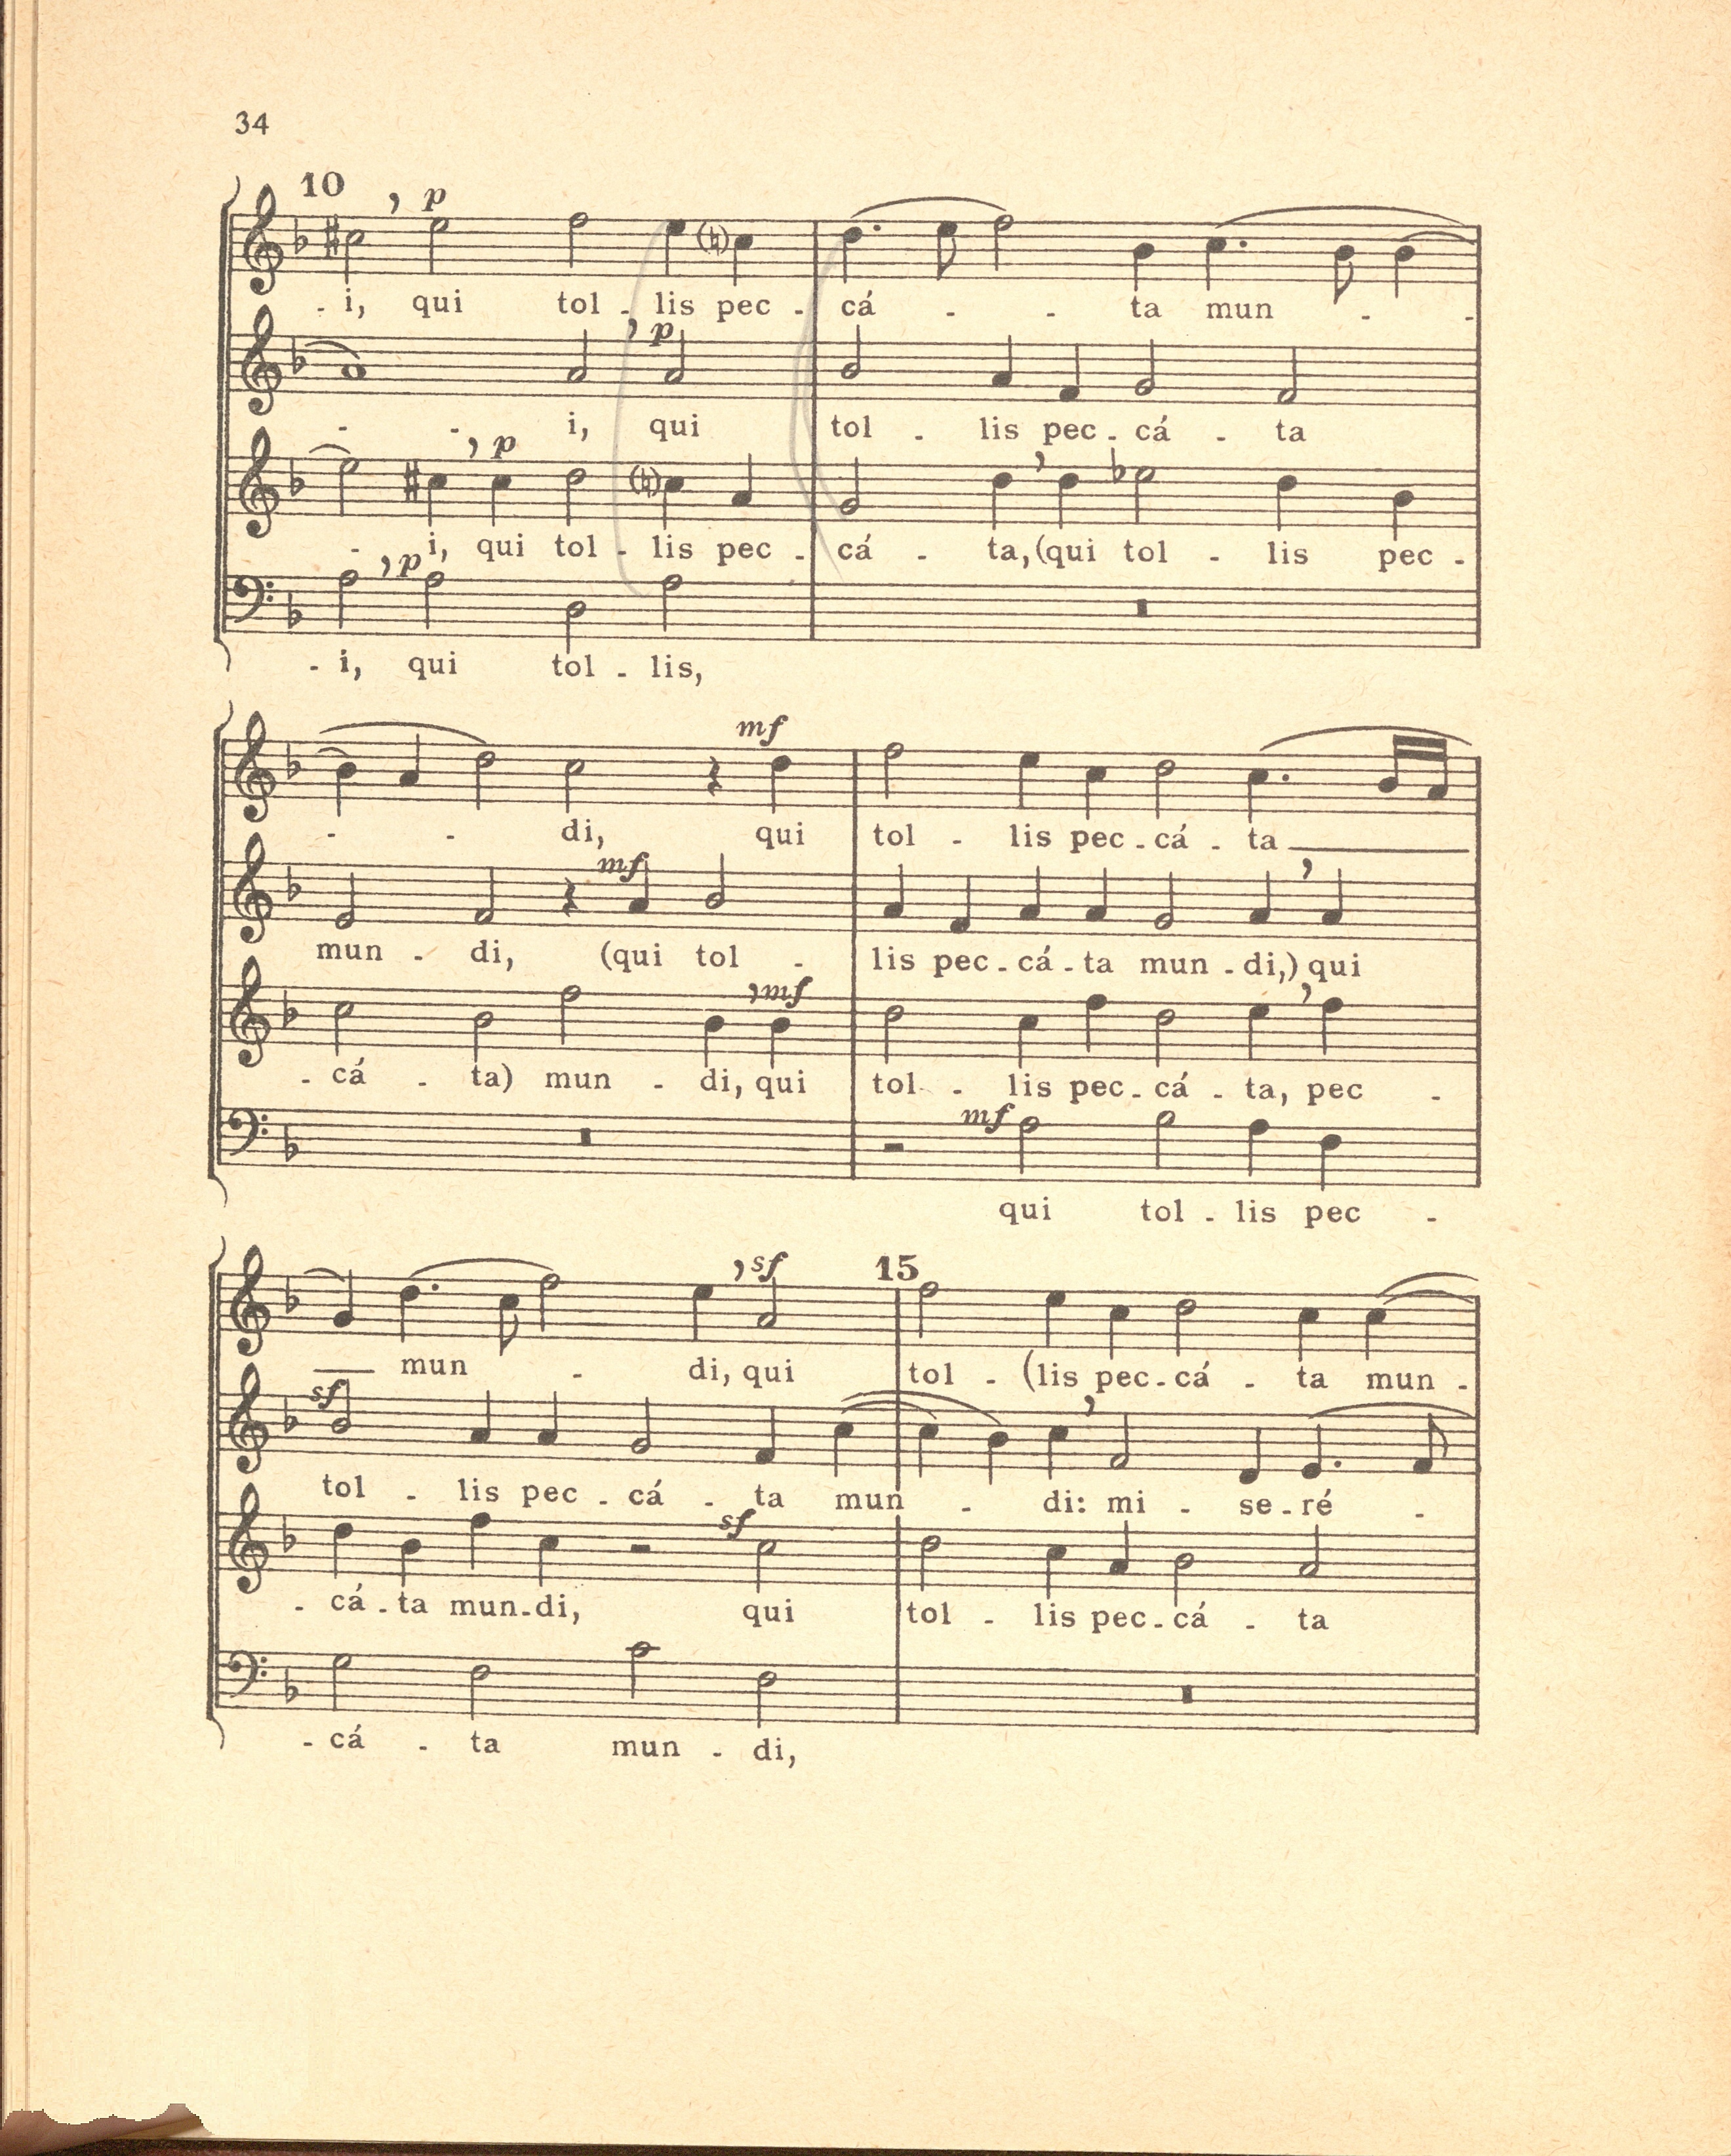 34
10 , p
- i, qui tol - lis pec - cá - - ta mun - -
, p
- - i, qui tol - lis pec - cá - ta
, p
- i, qui tol - lis pec - cá - ta, (qui tol - lis pec -
, p
- i, qui tol - lis,
mf
- - di, qui tol - lis pec - cá - ta
mf
mun - di, (qui tol - lis pec - cá - ta mun - di,) qui
, mf
- cá - ta) mun - di, qui tol - lis pec - cá - ta, pec -
mf
qui tol - lis pec -
, sf 15
mun - di, qui tol - (lis pec - cá - ta mun -
sf
tol - lis pec - cá - ta mun - di: mi - se - ré -
sf
- cá - ta mun - di, qui tol - lis pec - cá - ta
- cá - ta mun - di,